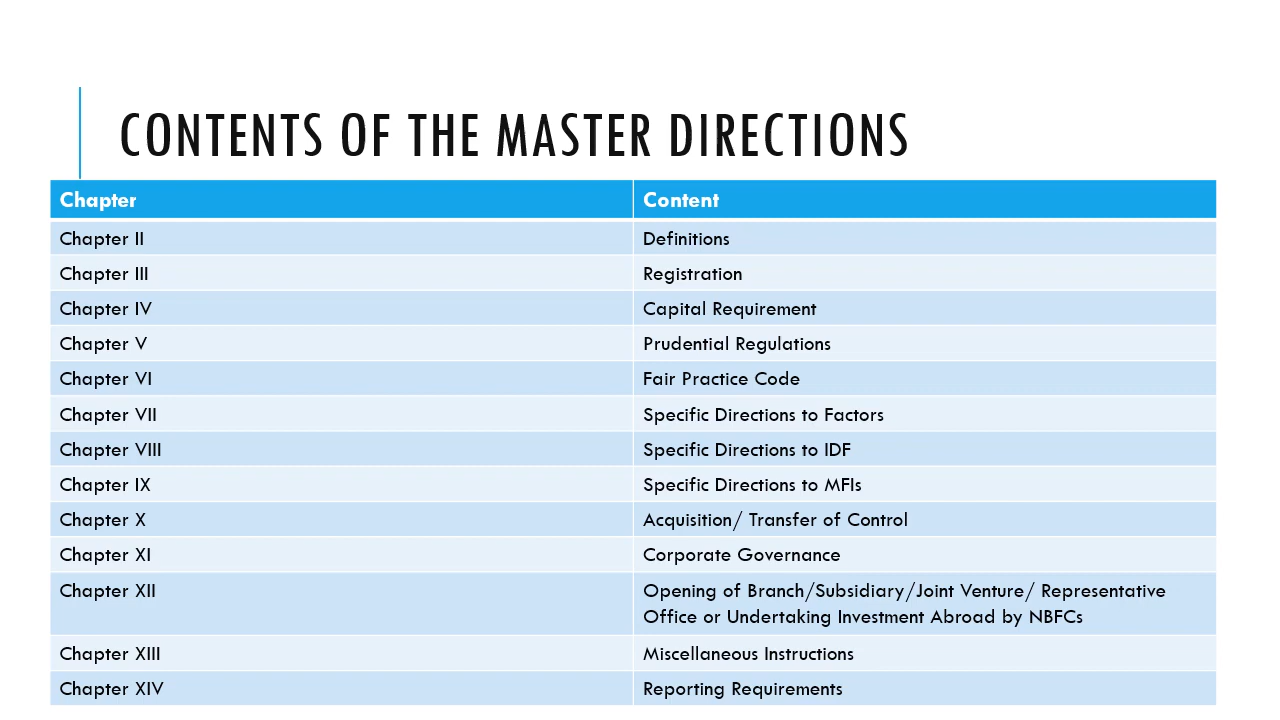 CONTENTS OF THE MASTER DIRECTIONS
Chapter Content
Chapter II Definitions
Chapter III Registration
Chapter IV Capital Requirement
Chapter V Prudential Regulations
Chapter VI Fair Practice Code
Chapter VII Specific Directions to Factors
Chapter VIII Specific Directions to IDF
Chapter IX Specific Directions to MFIs
Chapter X Acquisition/ Transfer of Control
Chapter XI Corporate Governance
Chapter XII Opening of Branch/Subsidiary/Joint Venture/ Representative
Office or Undertaking Investment Abroad by NBFCs
Chapter XIII Miscellaneous Instructions
Chapter XIV Reporting Requirements